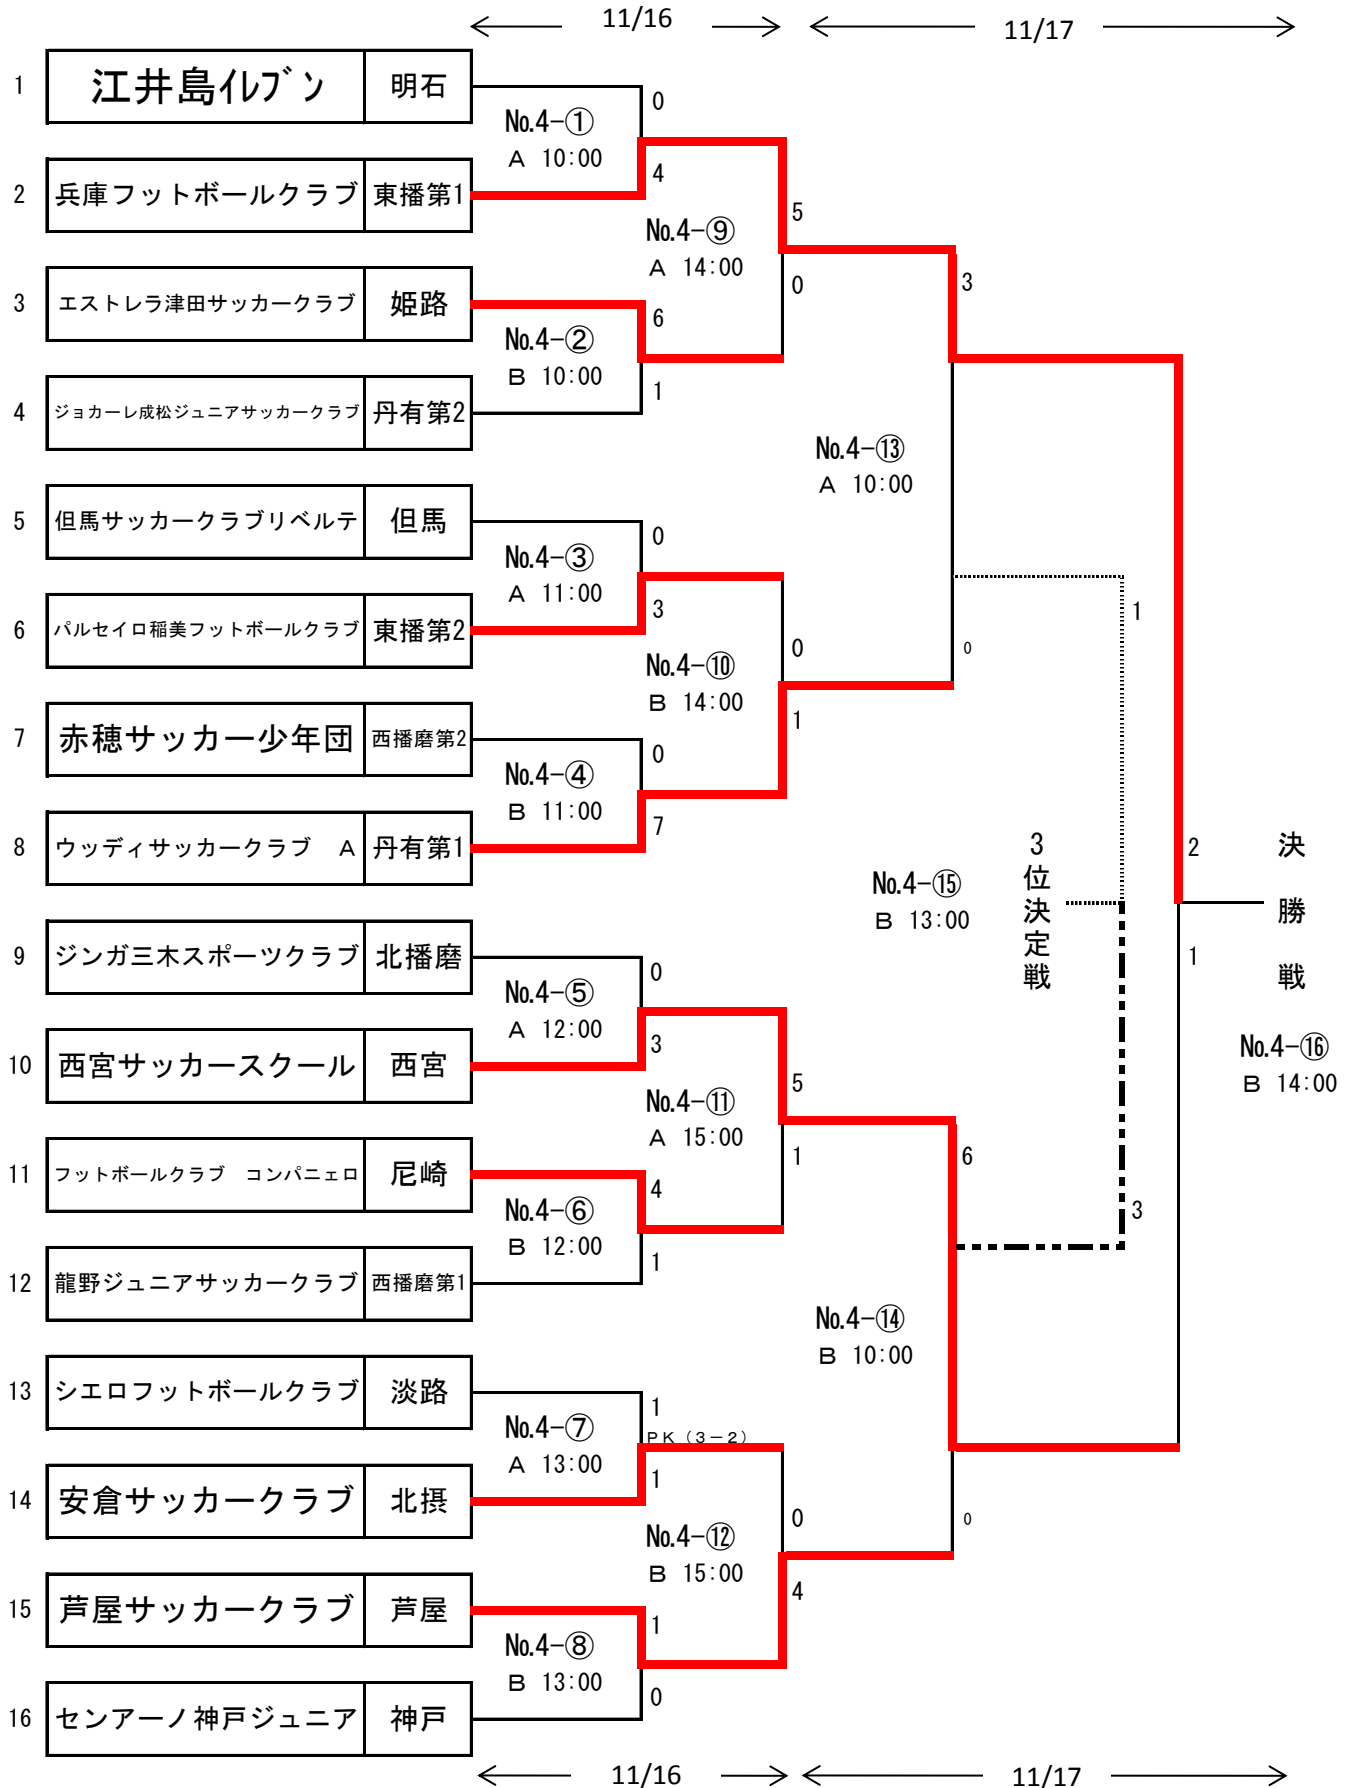 11/16
11/17
1 江井島ｲﾚﾌﾞﾝ 明石
0
No.4-①
A 10:00
2 兵庫フットボールクラブ 東播第1
4
5
No.4-⑨
A 14:00
0
3
3 エストレラ津田サッカークラブ 姫路
6
No.4-②
B 10:00
1
4 ジョカーレ成松ジュニアサッカークラブ 丹有第2
No.4-⑬
A 10:00
5 但馬サッカークラブリベルテ 但馬
0
No.4-③
A 11:00
6 パルセイロ稲美フットボールクラブ 東播第2
3
1
0
0
No.4-⑩
B 14:00
1
7 赤穂サッカー少年団 西播磨第2
0
No.4-④
B 11:00
7
8 ウッディサッカークラブ　A 丹有第1
2
決勝戦
3位決定戦
No.4-⑮
B 13:00
1
9 ジンガ三木スポーツクラブ 北播磨
0
No.4-⑤
A 12:00
3
10 西宮サッカースクール 西宮
No.4-⑯
B 14:00
5
No.4-⑪
A 15:00
1
6
11 フットボールクラブ　コンパニェロ 尼崎
4
3
No.4-⑥
B 12:00
1
12 龍野ジュニアサッカークラブ 西播磨第1
No.4-⑭
B 10:00
13 シエロフットボールクラブ 淡路
1
No.4-⑦
PK（3－2）
A 13:00
1
14 安倉サッカークラブ 北摂
0
0
No.4-⑫
B 15:00
4
15 芦屋サッカークラブ 芦屋
1
No.4-⑧
B 13:00
0
16 センアーノ神戸ジュニア 神戸
11/16
11/17